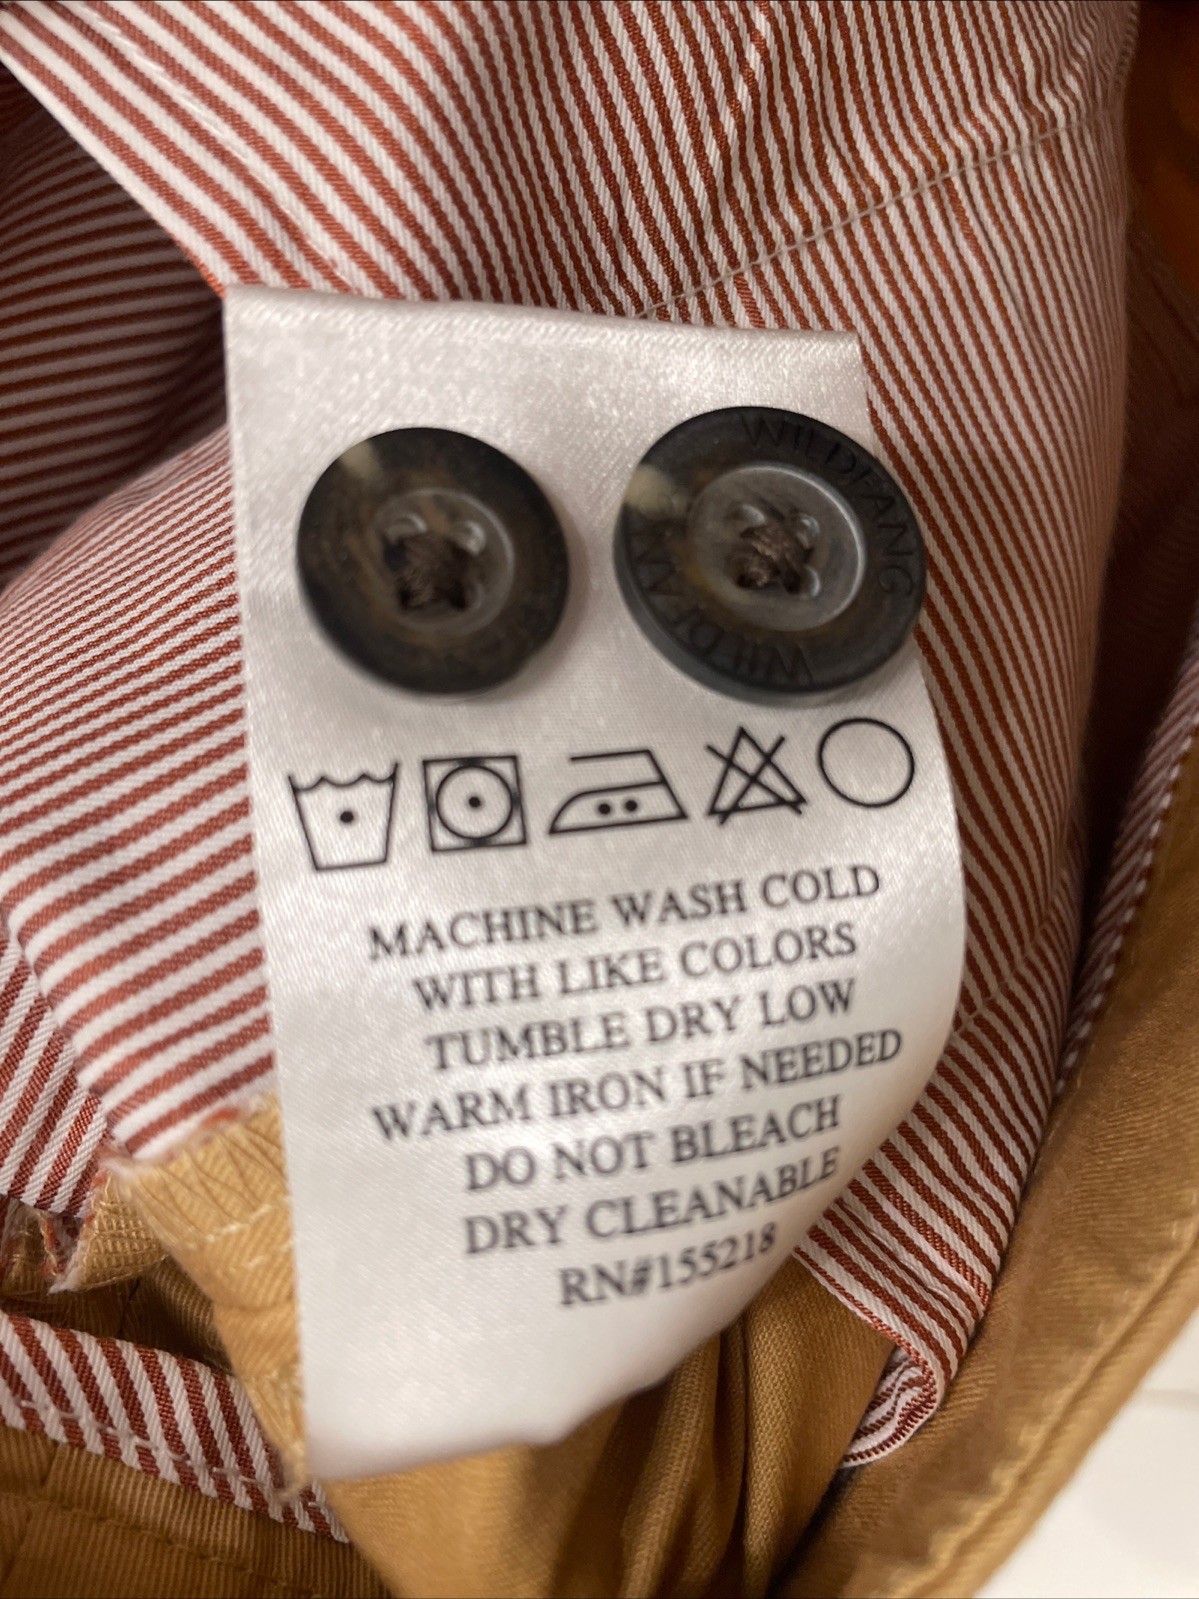 WILDFANG
WILDFANG
MACHINE WASH COLD
WITH LIKE COLORS
TUMBLE DRY LOW
WARM IRON IF NEEDED
DO NOT BLEACH
DRY CLEANABLE
RN#155218